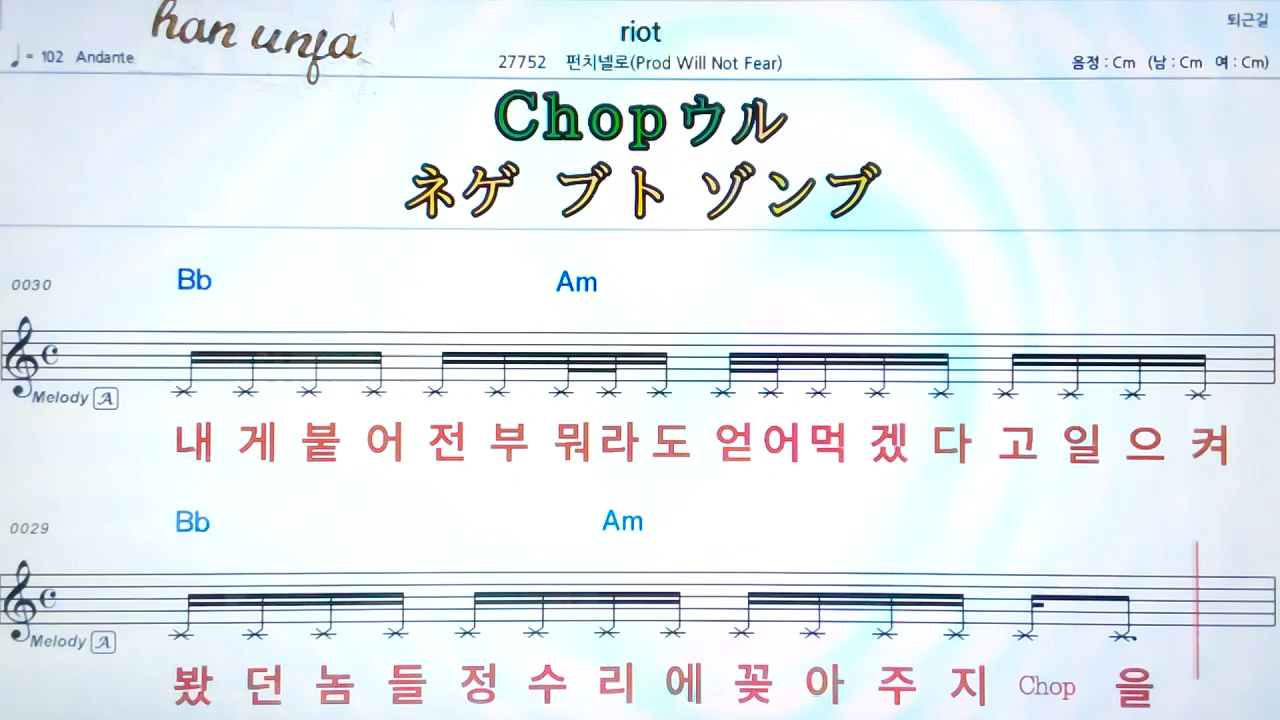 han unfa
riot
퇴근길
♩= 102 Andante
27752 펀치넬로(Prod Will Not Fear)
음정 : Cm (남 : Cm 여 : Cm)
Chopウル
ネゲ ブト ゾンブ
0030 Bb Am
Melody A
내 게 붙 어 전 부 뭐라 도 얻어먹 겠 다 고 일 으 켜
0029 Bb Am
Melody A
봤 던 놈 들 정 수 리 에 꽂 아 주 지 Chop 을